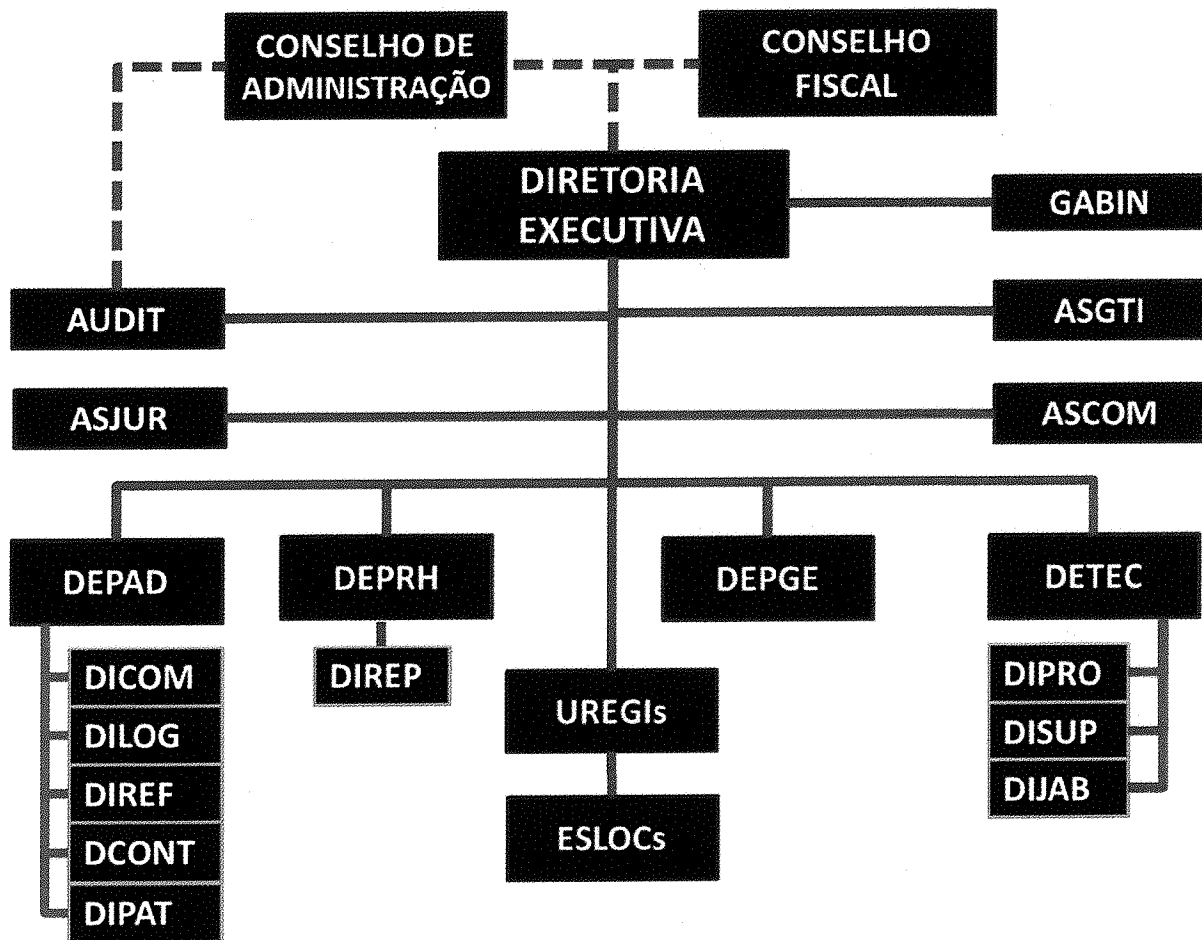 CONSELHO DE
ADMINISTRAÇÃO
CONSELHO
FISCAL
DIRETORIA
EXECUTIVA
GABIN
AUDIT
ASGTI
ASJUR
ASCOM
DEPAD
DEPRH
DEPGE
DETEC
DICOM
DILOG
DIREF
DCONT
DIPAT
DIREP
UREGIs
ESLOCs
DIPRO
DISUP
DIJAB